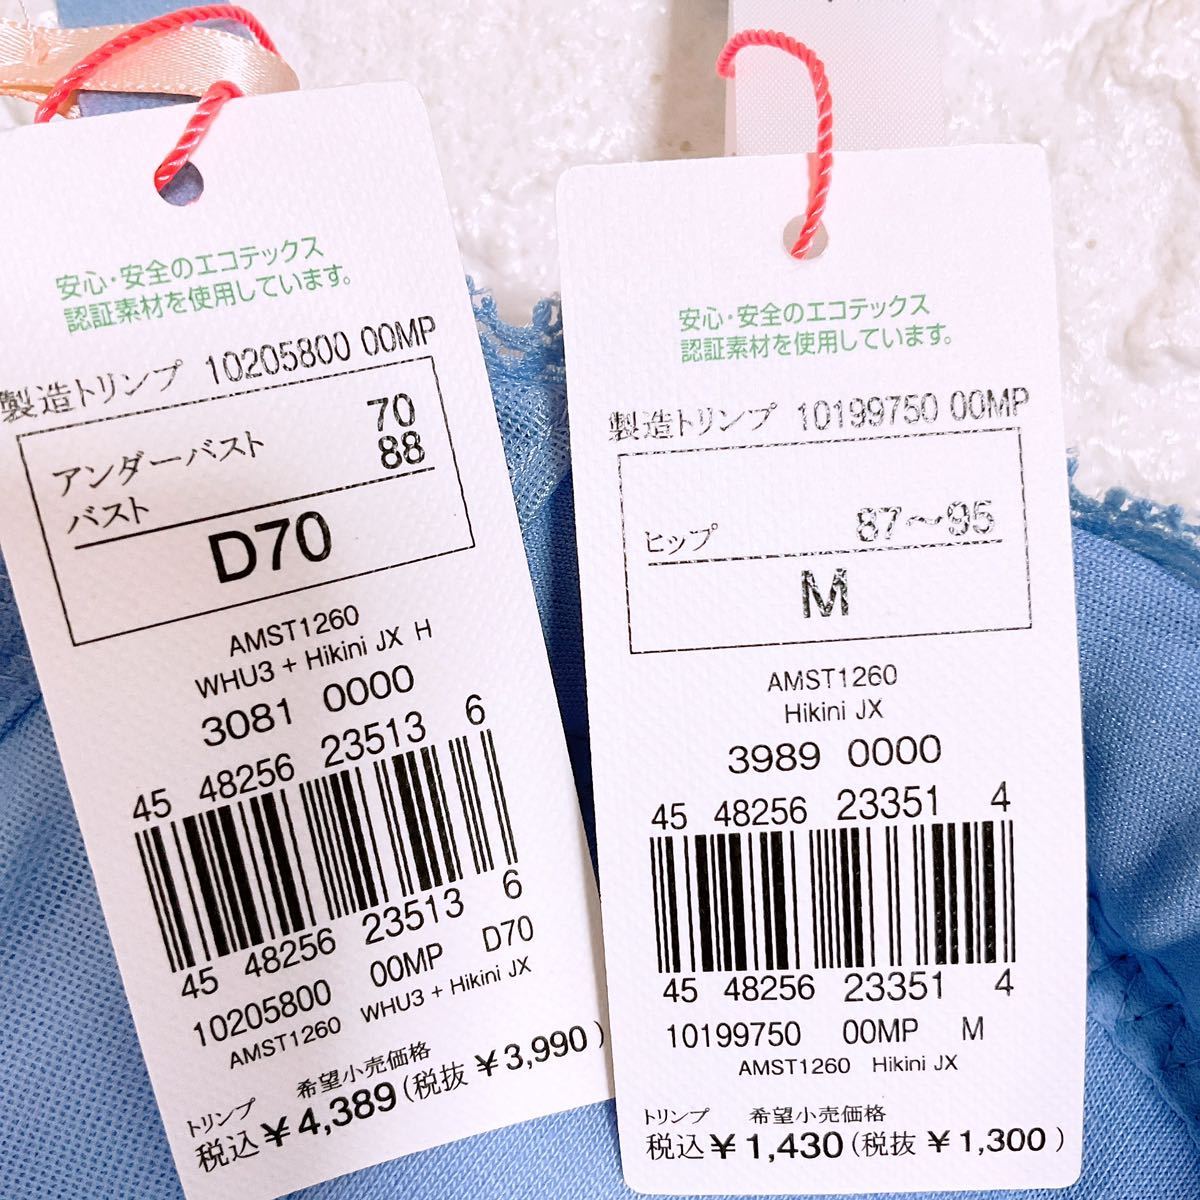 安心・安全のエコテックス
認証素材を使用しています。
製造トリンプ 10205800 00MP
アンダーバスト 70
バスト 88
D70
AMST1260
WHU3 + Hikini JX H
3081 0000
45 48256 23513 6
45 48256 23513 6
10205800 00MP D70
AMST1260 WHU3 + Hikini JX
トリンプ 希望小売価格
税込￥4,389(税抜￥3,990)
安心・安全のエコテックス
認証素材を使用しています。
製造トリンプ 10199750 00MP
ヒップ 87〜95
M
AMST1260
Hikini JX
3989 0000
45 48256 23351 4
45 48256 23351 4
10199750 00MP M
AMST1260 Hikini JX
トリンプ 希望小売価格
税込￥1,430(税抜￥1,300)